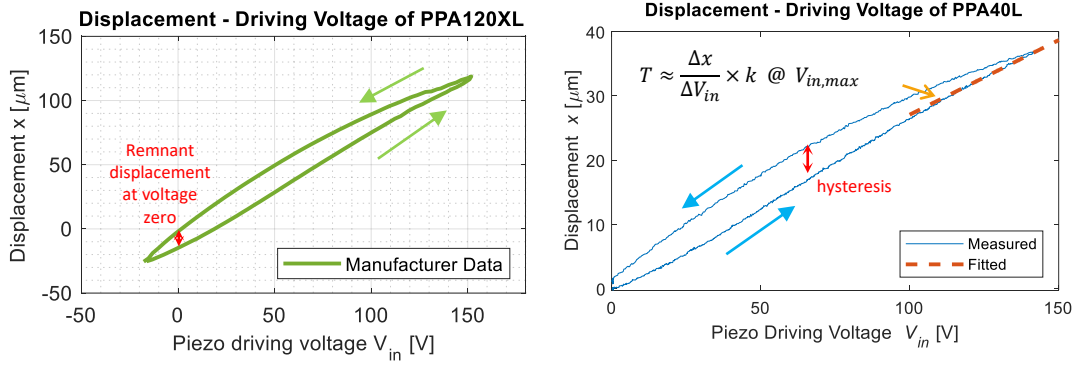 Displacement - Driving Voltage of PPA120XL
150
100
50
0
-50
Displacement x [μm]
Remnant
displacement
at voltage
zero
Manufacturer Data
-50 0 50 100 150
Piezo driving voltage V_in [V]
Displacement - Driving Voltage of PPA40L
40
30
20
10
0
Displacement x [μm]
T ≈ Δx/ΔV_in × k @ V_in,max
hysteresis
Measured
Fitted
0 50 100 150
Piezo Driving Voltage V_in [V]